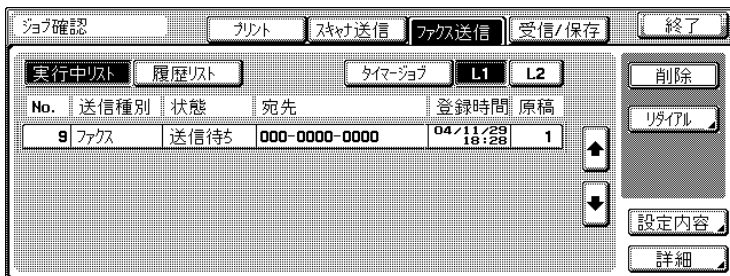 ジョブ確認 プリント スキャナ送信 ファクス送信 受信/保存 終了
実行中リスト 履歴リスト タイマージョブ L1 L2 削除
No. 送信種別 状態 宛先 登録時間 原稿
リダイアル
9 ファクス 送信待ち 000-0000-0000 04/11/29 18:28 1
設定内容
詳細